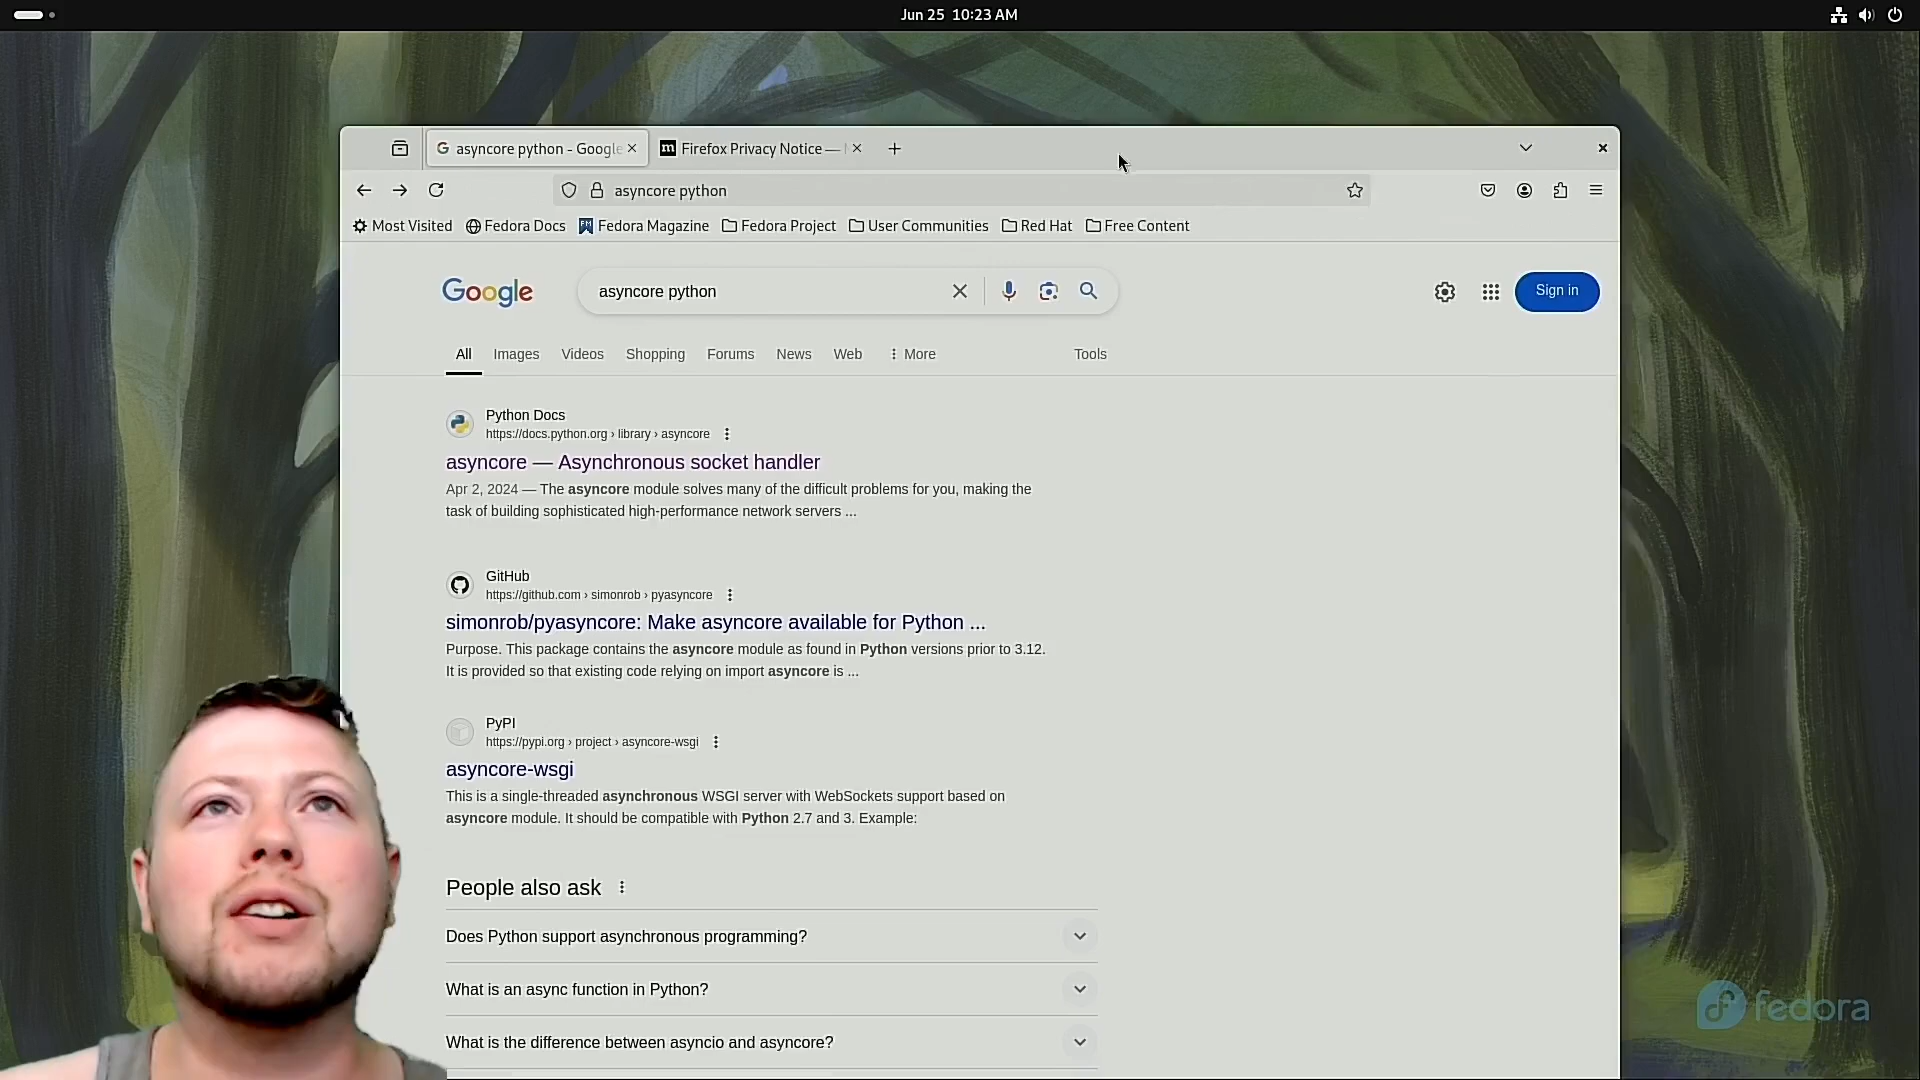 Jun 25 10:23 AM
asyncore python - Google
Firefox Privacy Notice —
asyncore python
Most Visited
Fedora Docs
Fedora Magazine
Fedora Project
User Communities
Red Hat
Free Content
Google
asyncore python
Sign in
All
Images
Videos
Shopping
Forums
News
Web
More
Tools
Python Docs
https://docs.python.org › library › asyncore
asyncore — Asynchronous socket handler
Apr 2, 2024 — The asyncore module solves many of the difficult problems for you, making the
task of building sophisticated high-performance network servers ...
GitHub
https://github.com › simonrob › pyasyncore
simonrob/pyasyncore: Make asyncore available for Python ...
Purpose. This package contains the asyncore module as found in Python versions prior to 3.12.
It is provided so that existing code relying on import asyncore is ...
PyPI
https://pypi.org › project › asyncore-wsgi
asyncore-wsgi
This is a single-threaded asynchronous WSGI server with WebSockets support based on
asyncore module. It should be compatible with Python 2.7 and 3. Example:
People also ask
Does Python support asynchronous programming?
What is an async function in Python?
What is the difference between asyncio and asyncore?
fedora